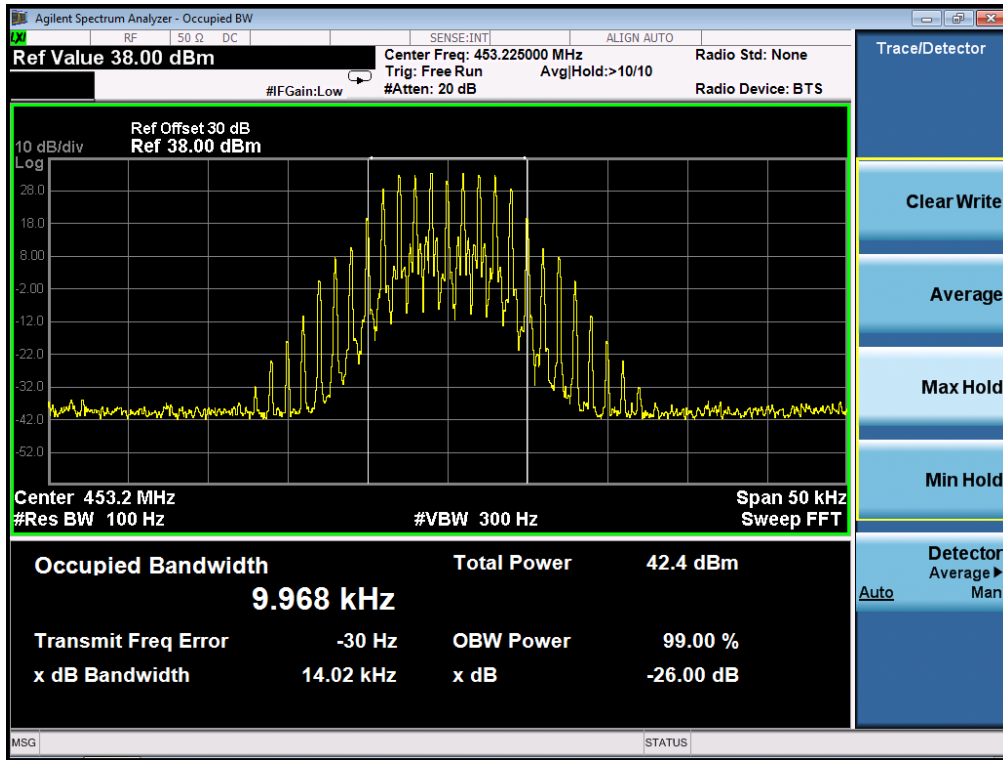 Agilent Spectrum Analyzer - Occupied BW
LXI RF 50 Ω DC SENSE:INT ALIGN AUTO
Ref Value 38.00 dBm
Center Freq: 453.225000 MHz Radio Std: None
Trig: Free Run Avg|Hold:>10/10
#IFGain:Low #Atten: 20 dB Radio Device: BTS
Ref Offset 30 dB
10 dB/div Ref 38.00 dBm
Log
28.0
18.0
8.00
-2.00
-12.0
-22.0
-32.0
-42.0
-52.0
Center 453.2 MHz Span 50 kHz
#Res BW 100 Hz #VBW 300 Hz Sweep FFT
Occupied Bandwidth Total Power 42.4 dBm
9.968 kHz
Transmit Freq Error -30 Hz OBW Power 99.00 %
x dB Bandwidth 14.02 kHz x dB -26.00 dB
MSG STATUS
Trace/Detector
Clear Write
Average
Max Hold
Min Hold
Detector
Average
Auto Man